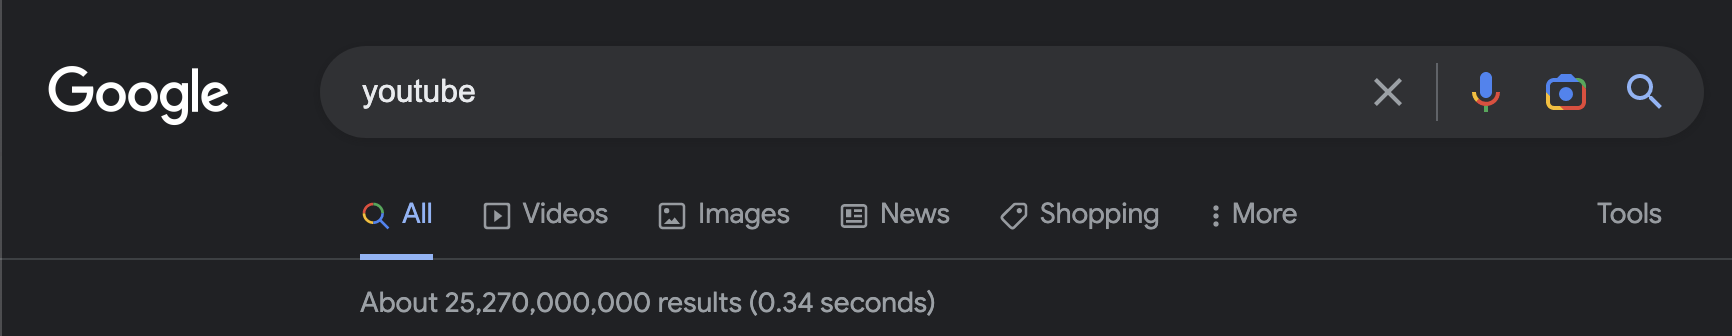 Google youtube
All Videos Images News Shopping More Tools
About 25,270,000,000 results (0.34 seconds)